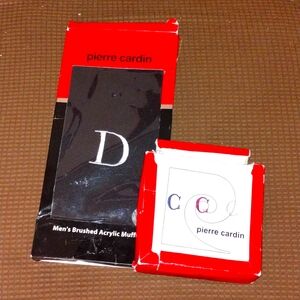 pierre cardin
D
Men's Brushed Acrylic Muff
C C
pierre cardin